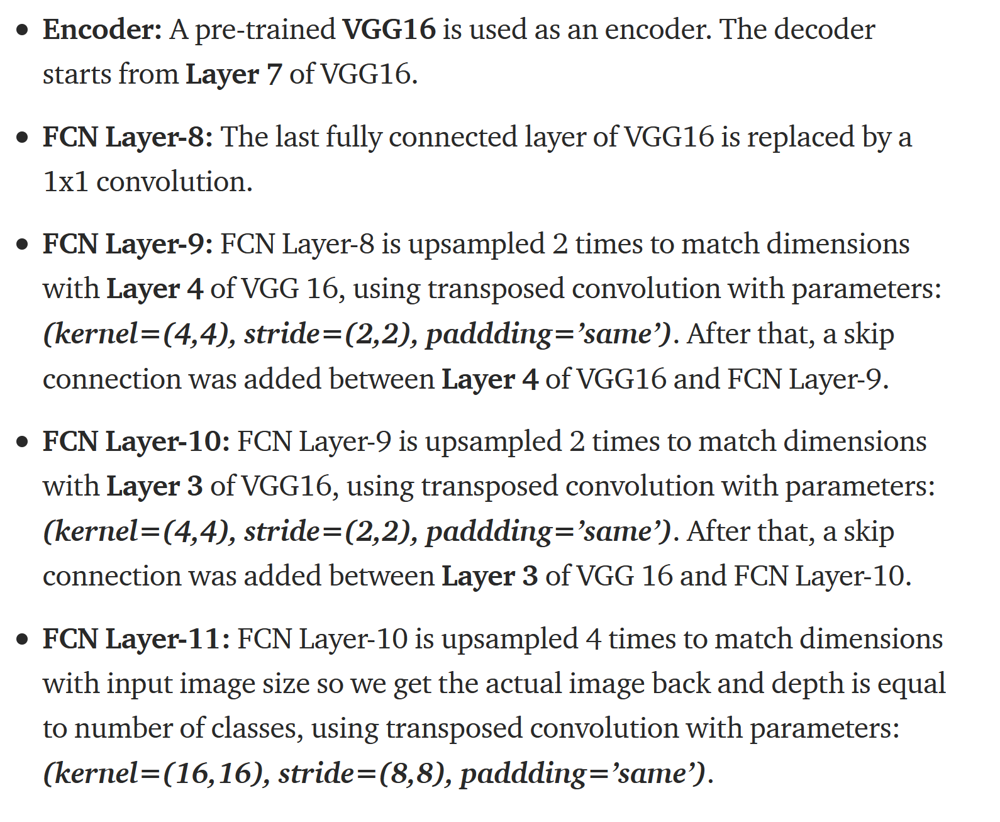 • Encoder: A pre-trained VGG16 is used as an encoder. The decoder
starts from Layer 7 of VGG16.
• FCN Layer-8: The last fully connected layer of VGG16 is replaced by a
1x1 convolution.
• FCN Layer-9: FCN Layer-8 is upsampled 2 times to match dimensions
with Layer 4 of VGG 16, using transposed convolution with parameters:
(kernel=(4,4), stride=(2,2), paddding=’same’). After that, a skip
connection was added between Layer 4 of VGG16 and FCN Layer-9.
• FCN Layer-10: FCN Layer-9 is upsampled 2 times to match dimensions
with Layer 3 of VGG16, using transposed convolution with parameters:
(kernel=(4,4), stride=(2,2), paddding=’same’). After that, a skip
connection was added between Layer 3 of VGG 16 and FCN Layer-10.
• FCN Layer-11: FCN Layer-10 is upsampled 4 times to match dimensions
with input image size so we get the actual image back and depth is equal
to number of classes, using transposed convolution with parameters:
(kernel=(16,16), stride=(8,8), paddding=’same’).